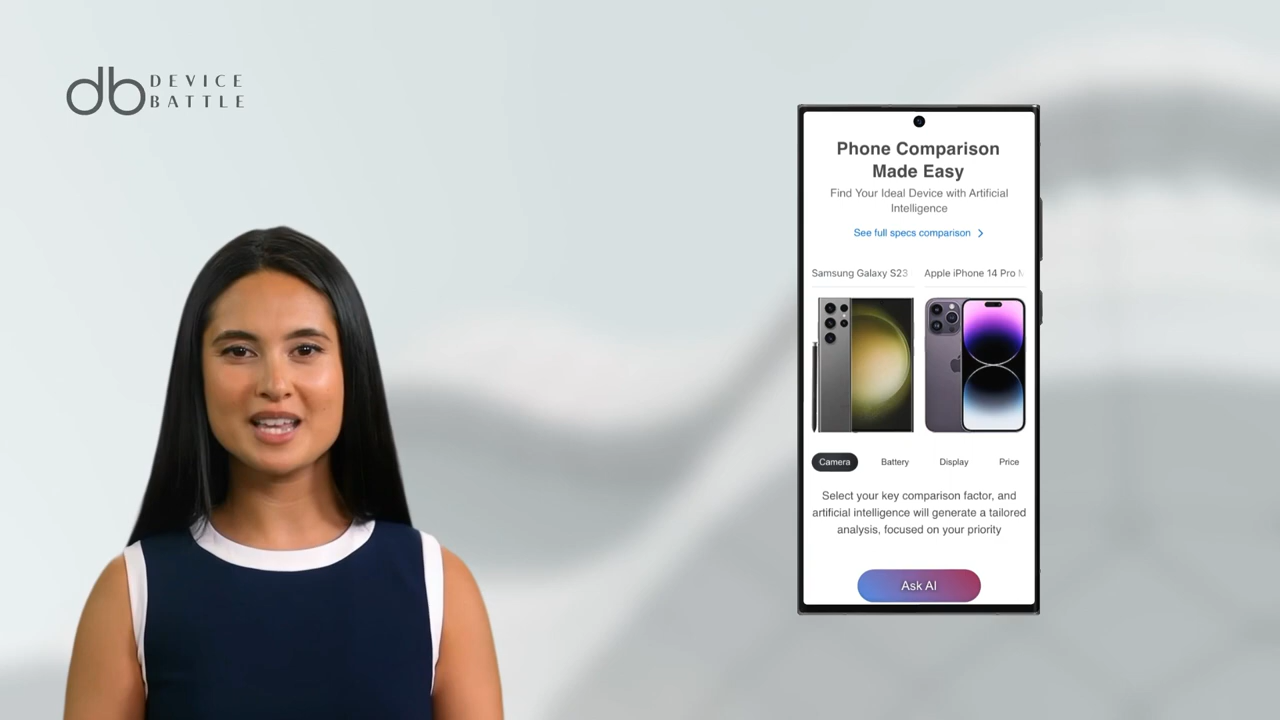 db DEVICE
BATTLE
Phone Comparison
Made Easy
Find Your Ideal Device with Artificial
Intelligence
See full specs comparison >
Samsung Galaxy S23
Apple iPhone 14 Pro
Camera
Battery
Display
Price
Select your key comparison factor, and
artificial intelligence will generate a tailored
analysis, focused on your priority
Ask AI